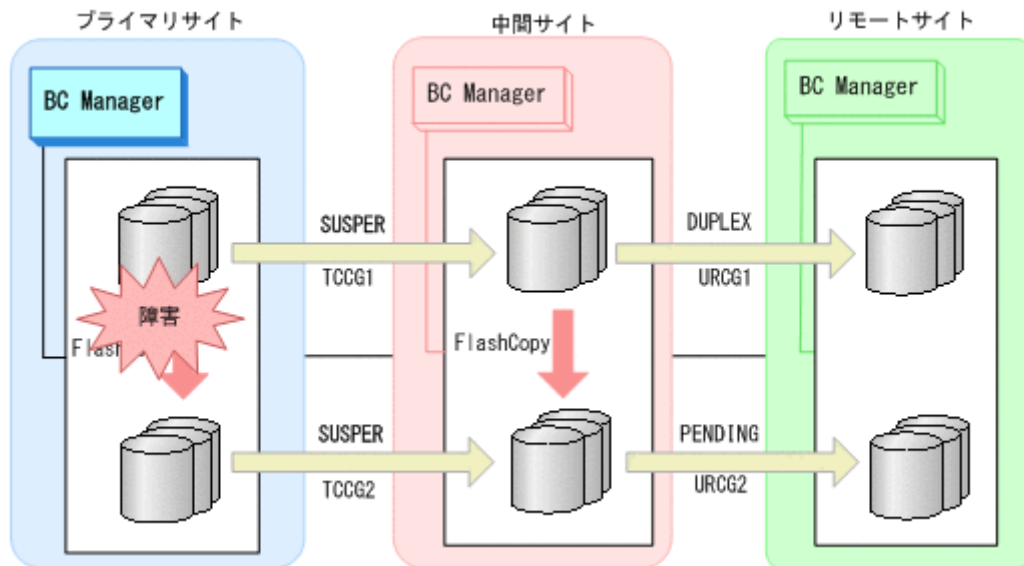 プライマリサイト
中間サイト
リモートサイト
BC Manager
BC Manager
BC Manager
SUSPER
TCCG1
DUPLEX
URCG1
障害
Flash
FlashCopy
SUSPER
TCCG2
PENDING
URCG2